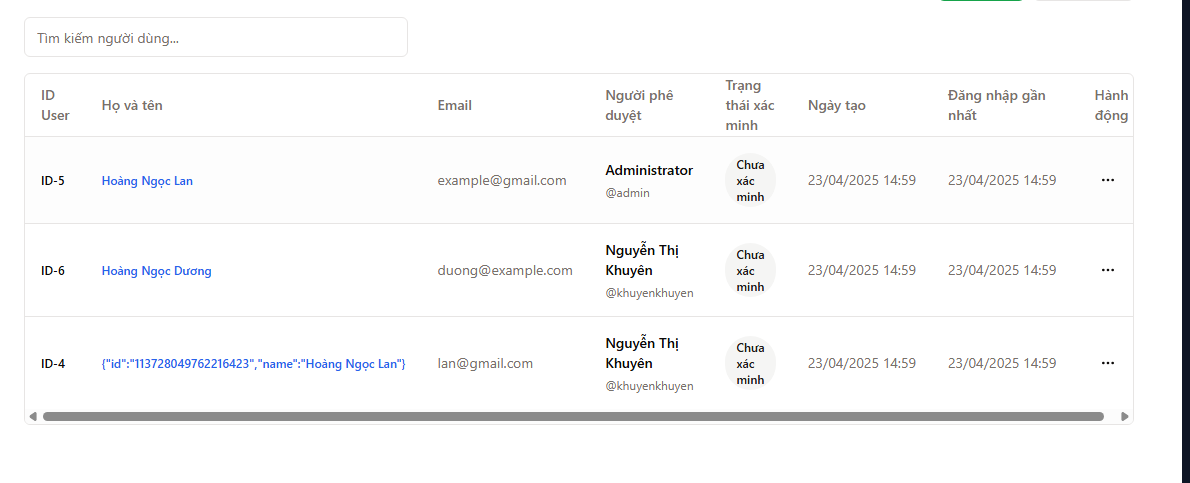 Tìm kiếm người dùng...
ID User
Họ và tên
Email
Người phê duyệt
Trạng thái xác minh
Ngày tạo
Đăng nhập gần nhất
Hành động
ID-5
Hoàng Ngọc Lan
example@gmail.com
Administrator
@admin
Chưa xác minh
23/04/2025 14:59
23/04/2025 14:59
ID-6
Hoàng Ngọc Dương
duong@example.com
Nguyễn Thị Khuyên
@khuyenkhuyen
Chưa xác minh
23/04/2025 14:59
23/04/2025 14:59
ID-4
{"id":"113728049762216423","name":"Hoàng Ngọc Lan"}
lan@gmail.com
Nguyễn Thị Khuyên
@khuyenkhuyen
Chưa xác minh
23/04/2025 14:59
23/04/2025 14:59